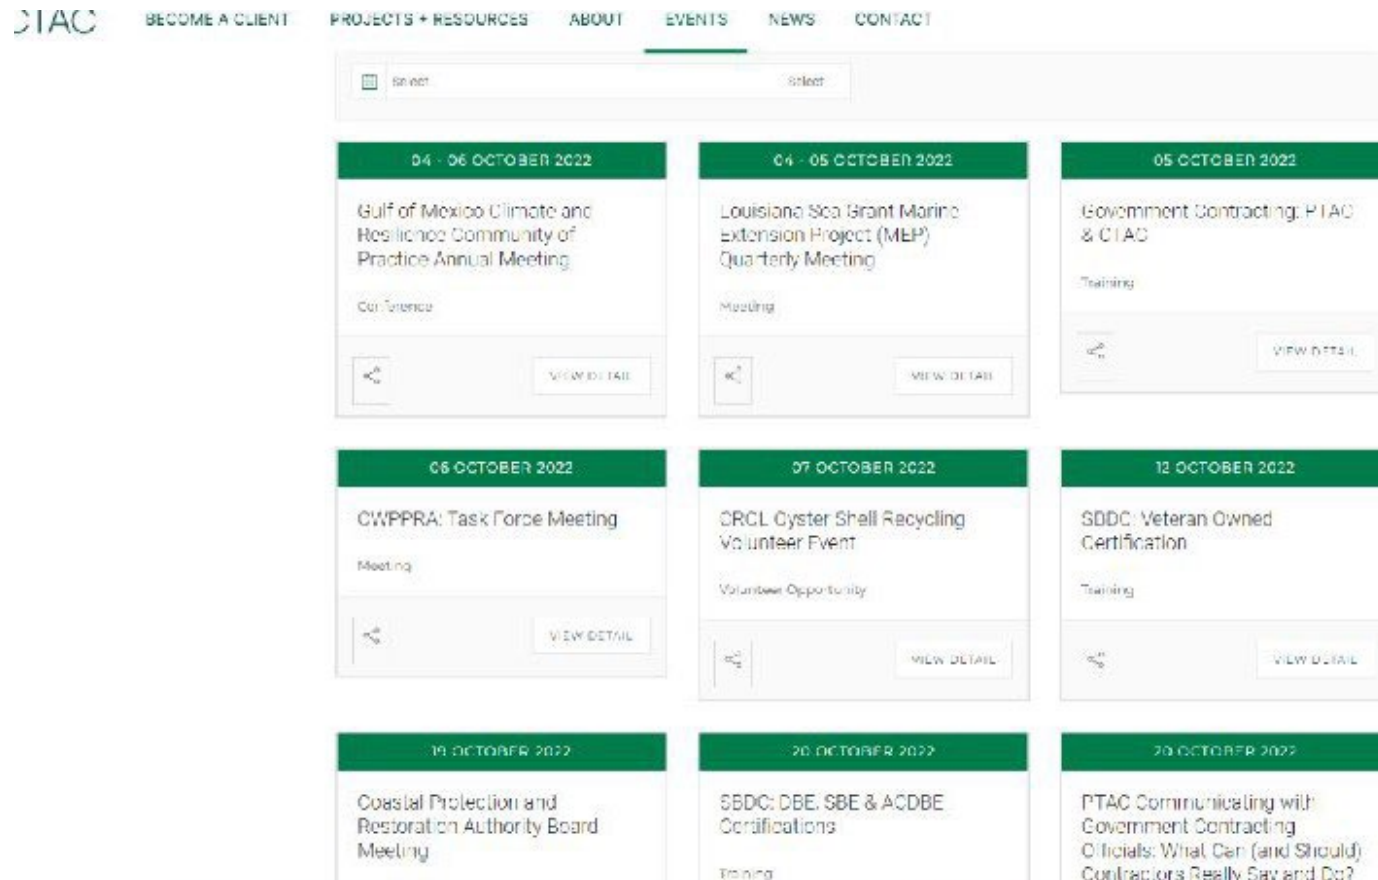 CTAC
BECOME A CLIENT
PROJECTS + RESOURCES
ABOUT
EVENTS
NEWS
CONTACT
Select
Select
04 - 06 OCTOBER 2022
Gulf of Mexico Climate and
Resilience Community of
Practice Annual Meeting
Conference
VIEW DETAIL
04 - 05 OCTOBER 2022
Louisiana Sea Grant Marine
Extension Project (MEP)
Quarterly Meeting
Meeting
VIEW DETAIL
05 OCTOBER 2022
Government Contracting: PTAC
& CTAC
Training
VIEW DETAIL
06 OCTOBER 2022
CWPPRA: Task Force Meeting
Meeting
VIEW DETAIL
07 OCTOBER 2022
CRCL Oyster Shell Recycling
Volunteer Event
Volunteer Opportunity
VIEW DETAIL
12 OCTOBER 2022
SBDC: Veteran Owned
Certification
Training
VIEW DETAIL
19 OCTOBER 2022
Coastal Protection and
Restoration Authority Board
Meeting
20 OCTOBER 2022
SBDC: DBE, SBE & ACDBE
Certifications
Training
20 OCTOBER 2022
PTAC Communicating with
Government Contracting
Officials: What Can (and Should)
Contractors Really Say and Do?